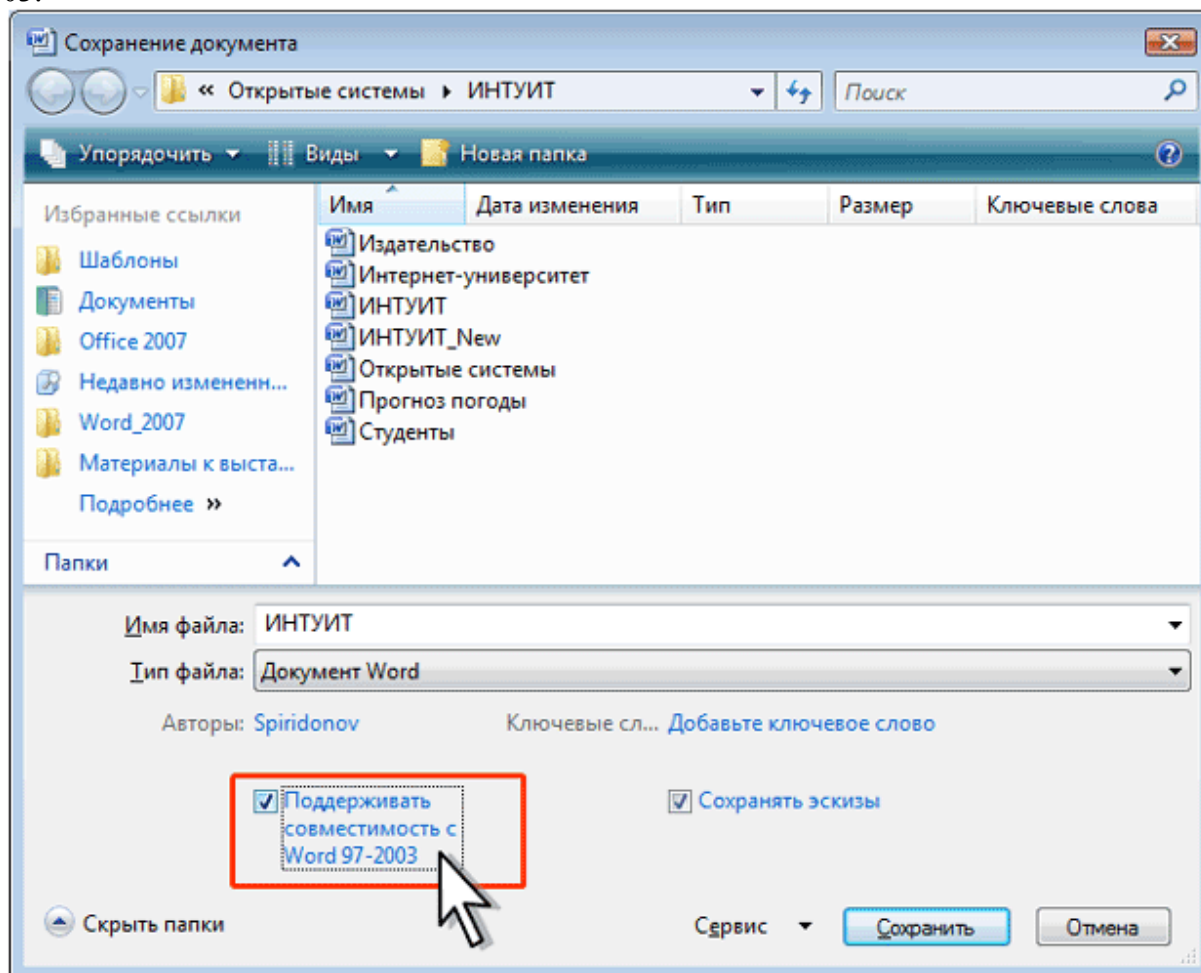 Сохранение документа
« Открытые системы ▸ ИНТУИТ
Поиск
Упорядочить Виды Новая папка
Избранные ссылки
Имя Дата изменения Тип Размер Ключевые слова
Шаблоны
Документы
Office 2007
Недавно измененн...
Word_2007
Материалы к выста...
Подробнее »
Папки
Издательство
Интернет-университет
ИНТУИТ
ИНТУИТ_New
Открытые системы
Прогноз погоды
Студенты
Имя файла: ИНТУИТ
Тип файла: Документ Word
Авторы: Spiridonov Ключевые сл... Добавьте ключевое слово
Поддерживать
совместимость с
Word 97-2003
Сохранять эскизы
Скрыть папки Сервис Сохранить Отмена